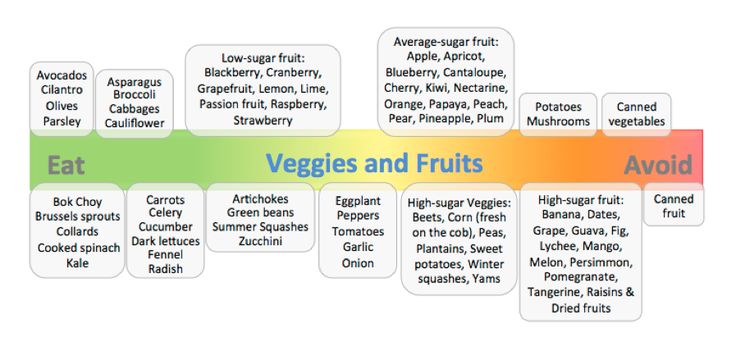 Avocados
Cilantro
Olives
Parsley
Asparagus
Broccoli
Cabbages
Cauliflower
Low-sugar fruit:
Blackberry, Cranberry,
Grapefruit, Lemon, Lime,
Passion fruit, Raspberry,
Strawberry
Average-sugar fruit:
Apple, Apricot,
Blueberry, Cantaloupe,
Cherry, Kiwi, Nectarine,
Orange, Papaya, Peach,
Pear, Pineapple, Plum
Potatoes
Mushrooms
Canned
vegetables
Eat
Veggies and Fruits
Avoid
Bok Choy
Brussels sprouts
Collards
Cooked spinach
Kale
Carrots
Celery
Cucumber
Dark lettuces
Fennel
Radish
Artichokes
Green beans
Summer Squashes
Zucchini
Eggplant
Peppers
Tomatoes
Garlic
Onion
High-sugar Veggies:
Beets, Corn (fresh
on the cob), Peas,
Plantains, Sweet
potatoes, Winter
squashes, Yams
High-sugar fruit:
Banana, Dates,
Grape, Guava, Fig,
Lychee, Mango,
Melon, Persimmon,
Pomegranate,
Tangerine, Raisins &
Dried fruits
Canned
fruit